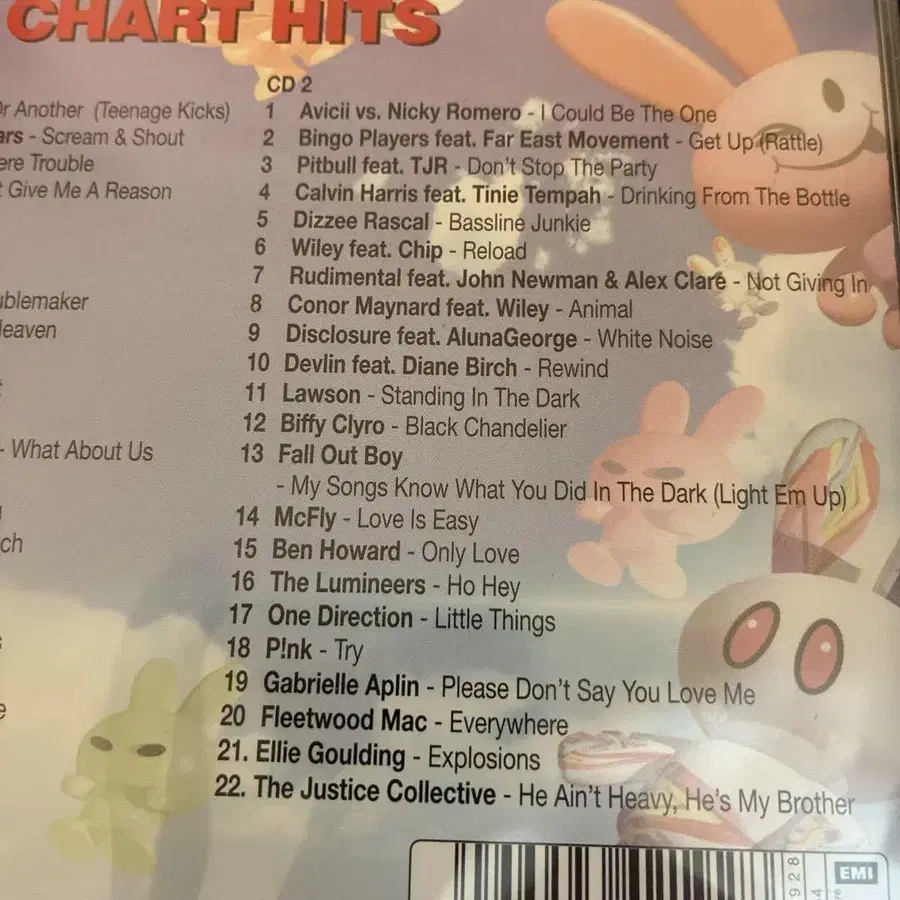 CHART HITS
Or Another (Teenage Kicks)
ars - Scream & Shout
ere Trouble
t Give Me A Reason
ublemaker
Heaven
- What About Us
ch
CD 2
1 Avicii vs. Nicky Romero - I Could Be The One
2 Bingo Players feat. Far East Movement - Get Up (Rattle)
3 Pitbull feat. TJR - Don't Stop The Party
4 Calvin Harris feat. Tinie Tempah - Drinking From The Bottle
5 Dizzee Rascal - Bassline Junkie
6 Wiley feat. Chip - Reload
7 Rudimental feat. John Newman & Alex Clare - Not Giving In
8 Conor Maynard feat. Wiley - Animal
9 Disclosure feat. AlunaGeorge - White Noise
10 Devlin feat. Diane Birch - Rewind
11 Lawson - Standing In The Dark
12 Biffy Clyro - Black Chandelier
13 Fall Out Boy
- My Songs Know What You Did In The Dark (Light Em Up)
14 McFly - Love Is Easy
15 Ben Howard - Only Love
16 The Lumineers - Ho Hey
17 One Direction - Little Things
18 P!nk - Try
19 Gabrielle Aplin - Please Don't Say You Love Me
20 Fleetwood Mac - Everywhere
21. Ellie Goulding - Explosions
22. The Justice Collective - He Ain't Heavy, He's My Brother
928
EMI